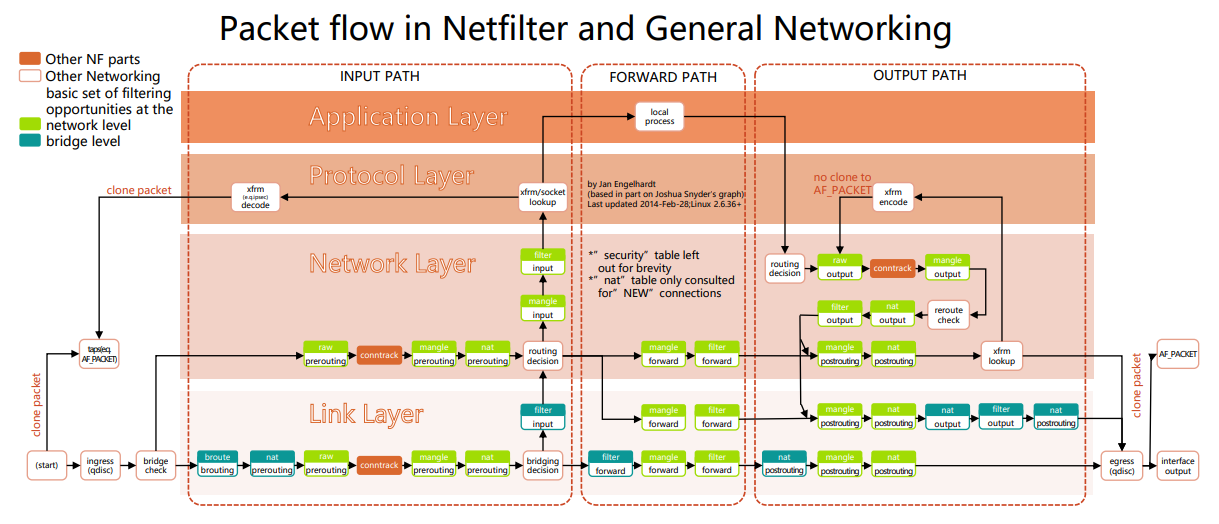 Packet flow in Netfilter and General Networking
Other NF parts
Other Networking
basic set of filtering
opportunities at the
network level
bridge level
INPUT PATH
FORWARD PATH
OUTPUT PATH
Application Layer
local
process
Protocol Layer
clone packet
xfrm
(e.q;ipsec)
decode
xfrm/socket
lookup
by Jan Engelhardt
(based in part on Joshua Snyder's graph)
Last updated 2014-Feb-28;Linux 2.6.36+
no clone to
AF_PACKET
xfrm
encode
Network Layer
filter
input
mangle
input
*” security” table left
out for brevity
*” nat” table only consulted
for” NEW” connections
routing
decision
raw
output
conntrack
mangle
output
filter
output
nat
output
reroute
check
taps(eq.
AF_PACKET)
raw
prerouting
conntrack
mangle
prerouting
nat
prerouting
routing
decision
mangle
forward
filter
forward
mangle
postrouting
nat
postrouting
xfrm
lookup
AF_PACKET
clone packet
clone packet
Link Layer
filter
input
mangle
forward
filter
forward
mangle
postrouting
nat
postrouting
nat
output
filter
output
nat
postrouting
(start)
ingress
(qdisc)
bridge
check
broute
brouting
nat
prerouting
raw
prerouting
conntrack
mangle
prerouting
nat
prerouting
bridging
decision
filter
forward
mangle
forward
filter
forward
nat
postrouting
mangle
postrouting
nat
postrouting
egress
(qdisc)
interface
output